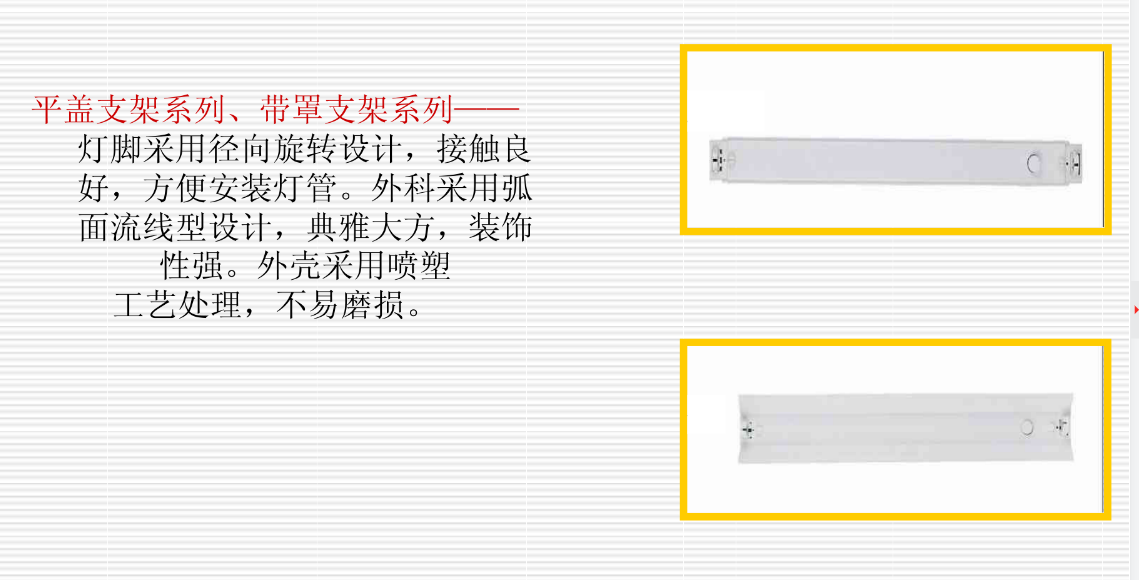 平盖支架系列、带罩支架系列——
灯脚采用径向旋转设计，接触良
好，方便安装灯管。外科采用弧
面流线型设计，典雅大方，装饰
性强。外壳采用喷塑
工艺处理，不易磨损。